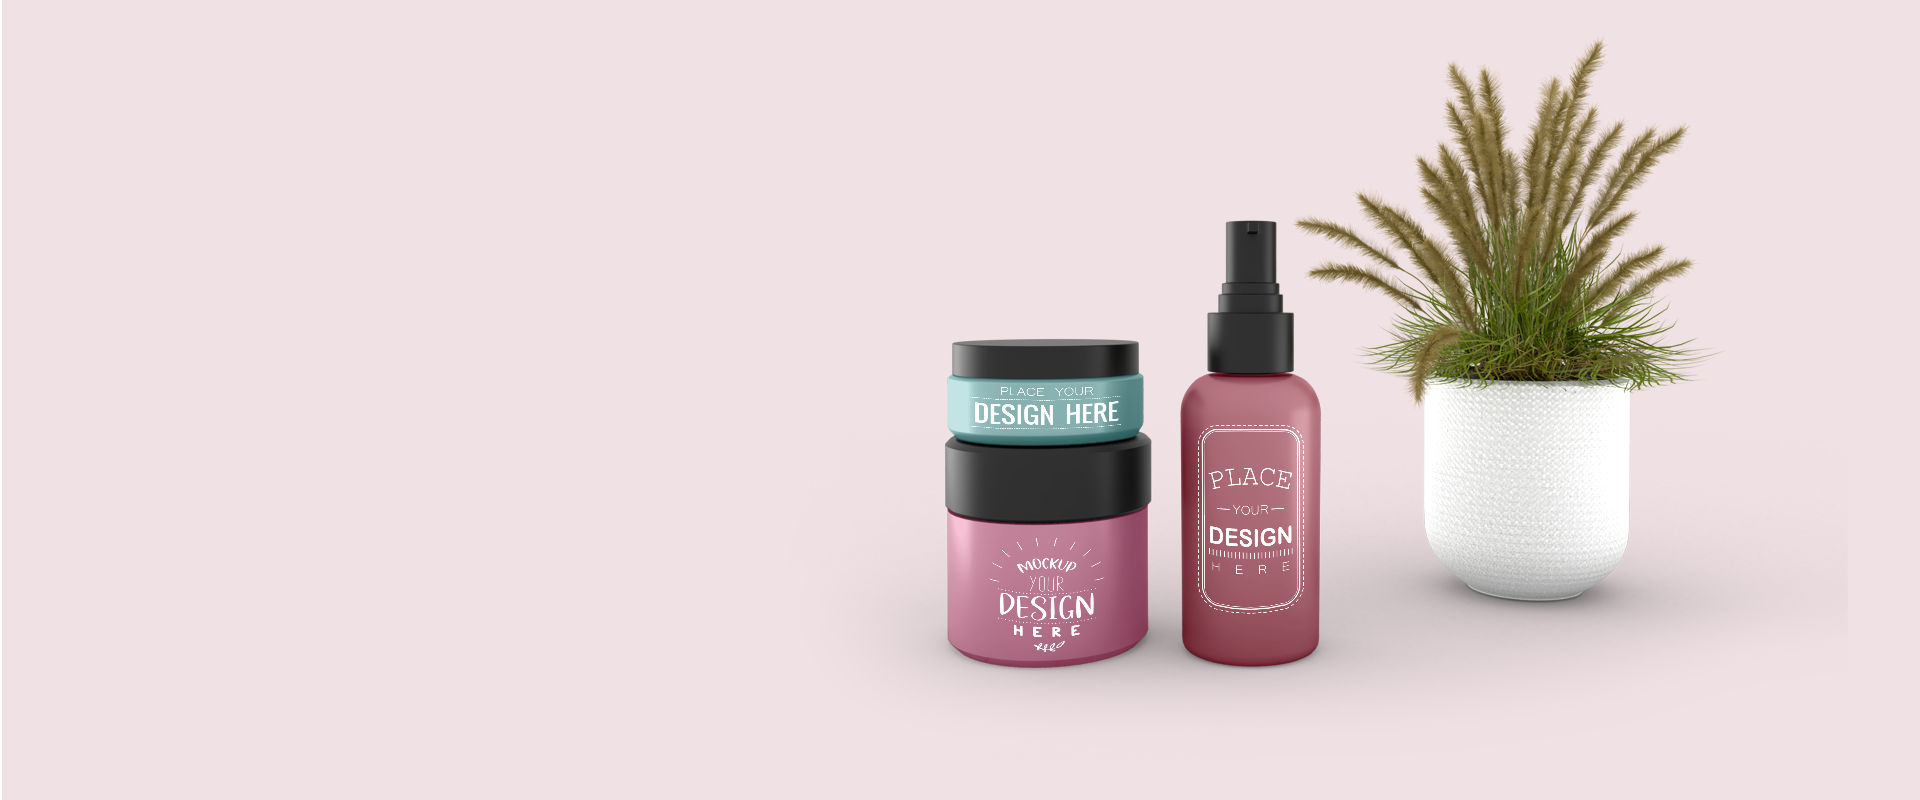 PLACE YOUR
DESIGN HERE
MOCKUP
YOUR
DESIGN
HERE
PLACE
YOUR
DESIGN
HERE